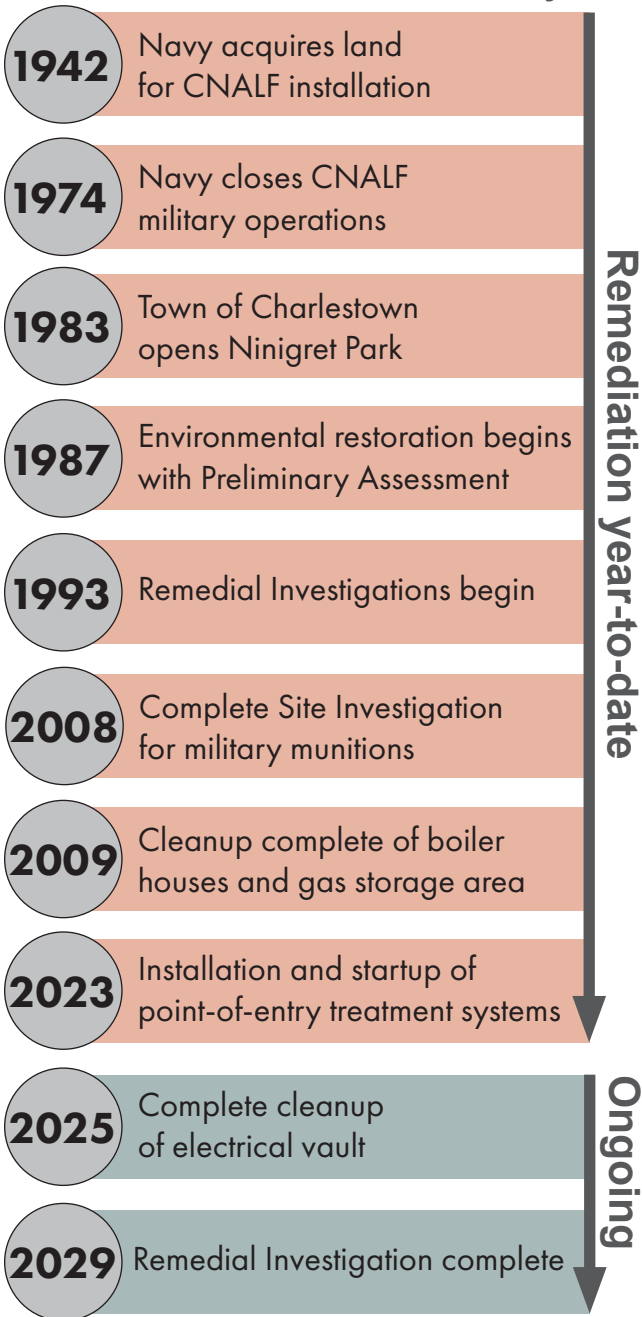 1942
Navy acquires land
for CNALF installation
1974
Navy closes CNALF
military operations
1983
Town of Charlestown
opens Ninigret Park
1987
Environmental restoration begins
with Preliminary Assessment
1993
Remedial Investigations begin
2008
Complete Site Investigation
for military munitions
2009
Cleanup complete of boiler
houses and gas storage area
2023
Installation and startup of
point-of-entry treatment systems
Remediation year-to-date
2025
Complete cleanup
of electrical vault
2029
Remedial Investigation complete
Ongoing